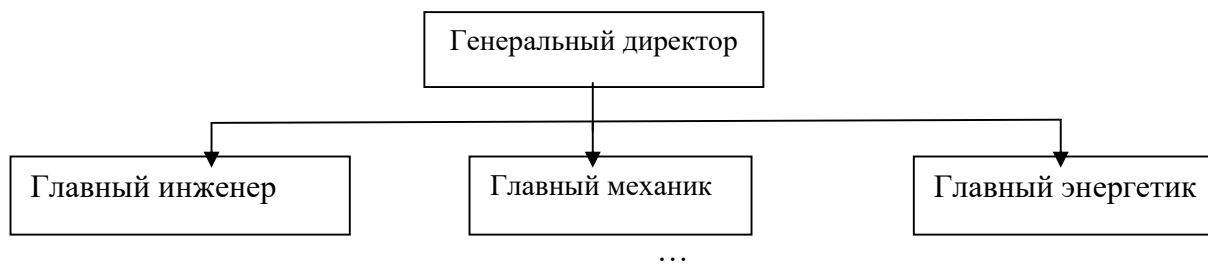 Генеральный директор
Главный инженер
Главный механик
Главный энергетик
…